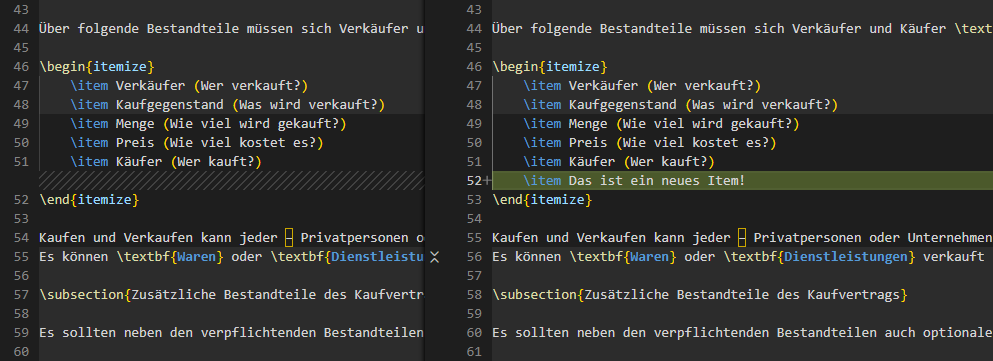 43
44 Über folgende Bestandteile müssen sich Verkäufer u
45
46 \begin{itemize}
47 \item Verkäufer (Wer verkauft?)
48 \item Kaufgegenstand (Was wird verkauft?)
49 \item Menge (Wie viel wird gekauft?)
50 \item Preis (Wie viel kostet es?)
51 \item Käufer (Wer kauft?)
52 \end{itemize}
53
54 Kaufen und Verkaufen kann jeder – Privatpersonen o
55 Es können \textbf{Waren} oder \textbf{Dienstleistu
56
57 \subsection{Zusätzliche Bestandteile des Kaufvertr
58
59 Es sollten neben den verpflichtenden Bestandteilen
60
43
44 Über folgende Bestandteile müssen sich Verkäufer und Käufer \text
45
46 \begin{itemize}
47 \item Verkäufer (Wer verkauft?)
48 \item Kaufgegenstand (Was wird verkauft?)
49 \item Menge (Wie viel wird gekauft?)
50 \item Preis (Wie viel kostet es?)
51 \item Käufer (Wer kauft?)
52+ \item Das ist ein neues Item!
53 \end{itemize}
54
55 Kaufen und Verkaufen kann jeder – Privatpersonen oder Unternehmen
56 Es können \textbf{Waren} oder \textbf{Dienstleistungen} verkauft
57
58 \subsection{Zusätzliche Bestandteile des Kaufvertrags}
59
60 Es sollten neben den verpflichtenden Bestandteilen auch optionale
61